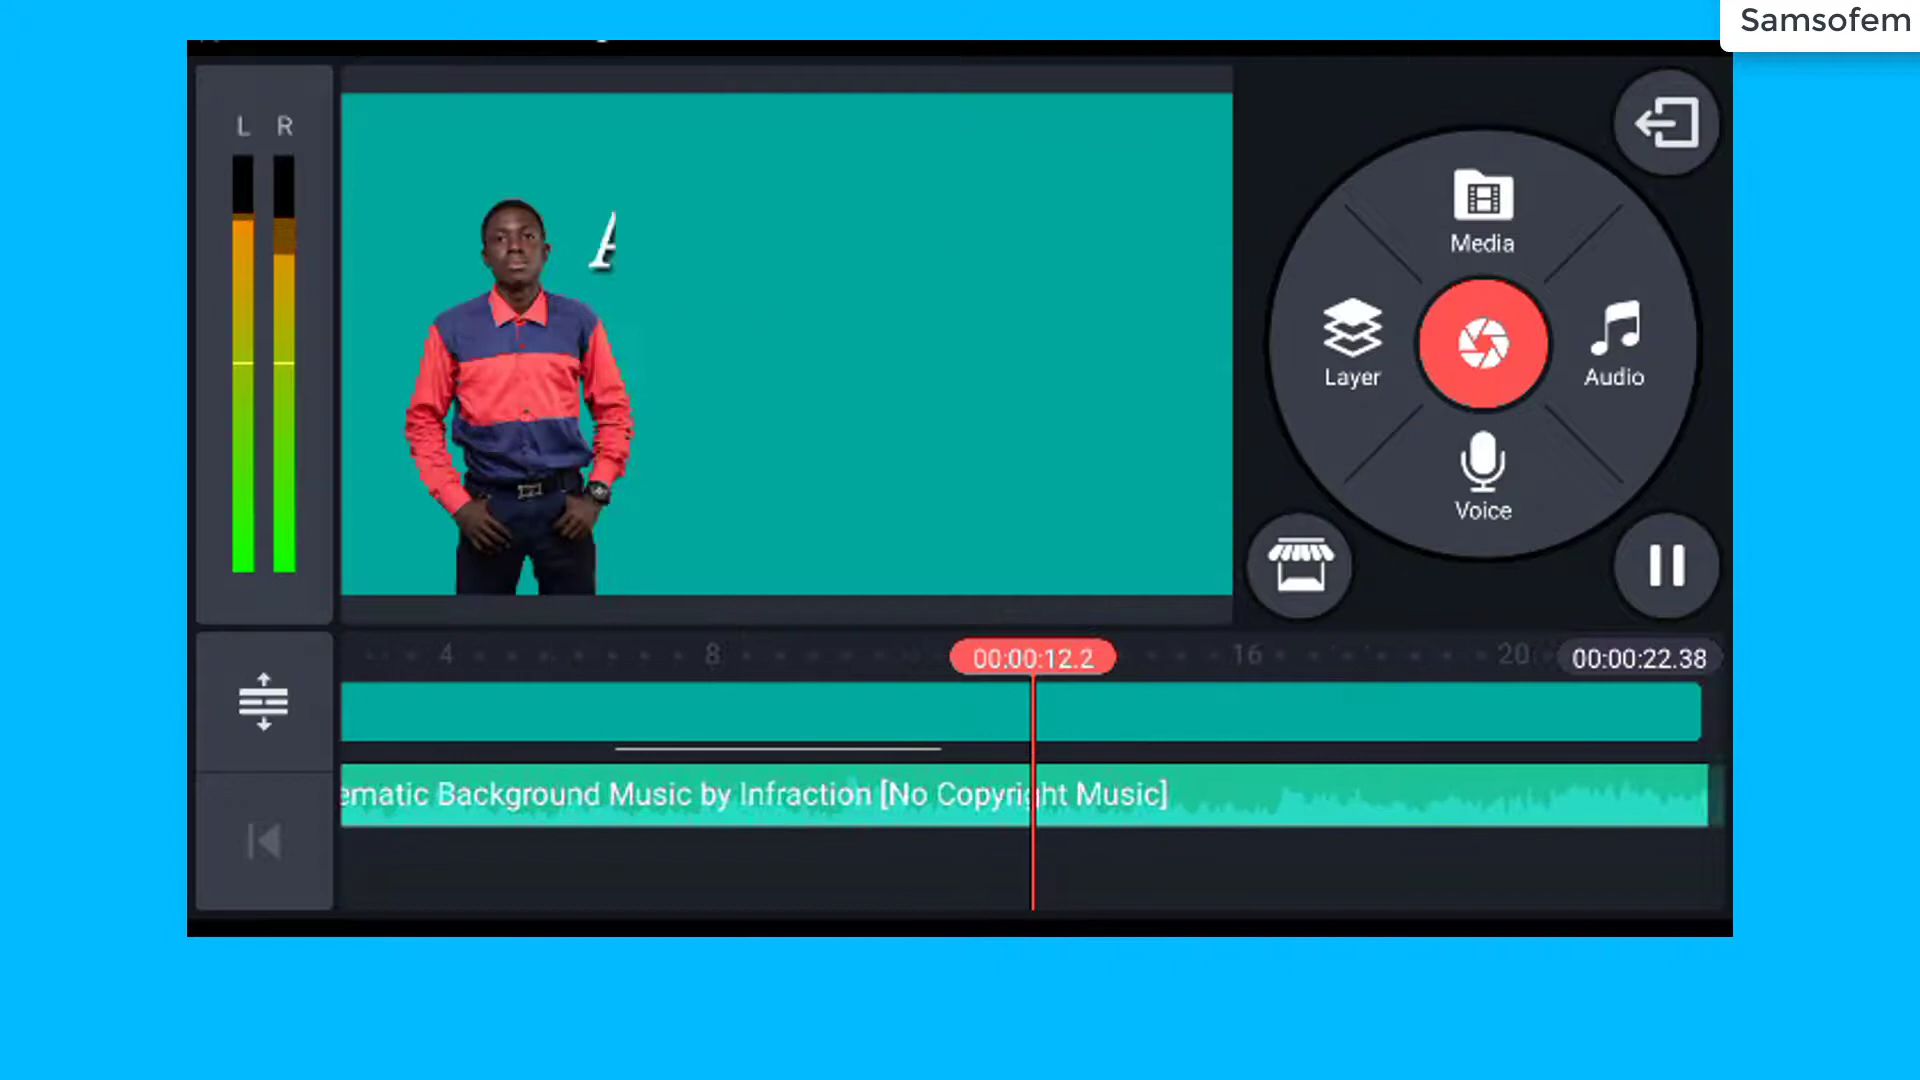 Samsofem
L R
A
Media
Layer
Audio
Voice
4 8 00:00:12.2 16 20 00:00:22.38
ematic Background Music by Infraction [No Copyright Music]